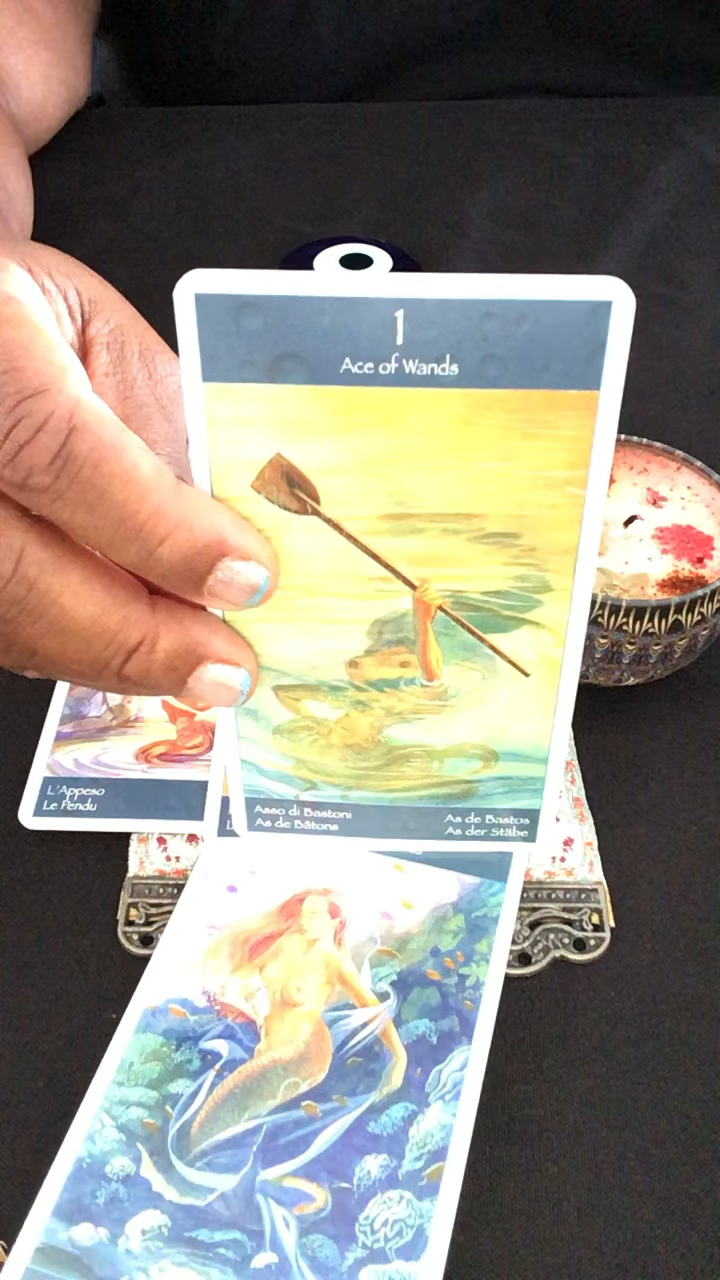 1
Ace of Wands
L'Appeso
Le Pendu
Asso di Bastoni
As de Bâtons
As de Bastos
As der Stäbe